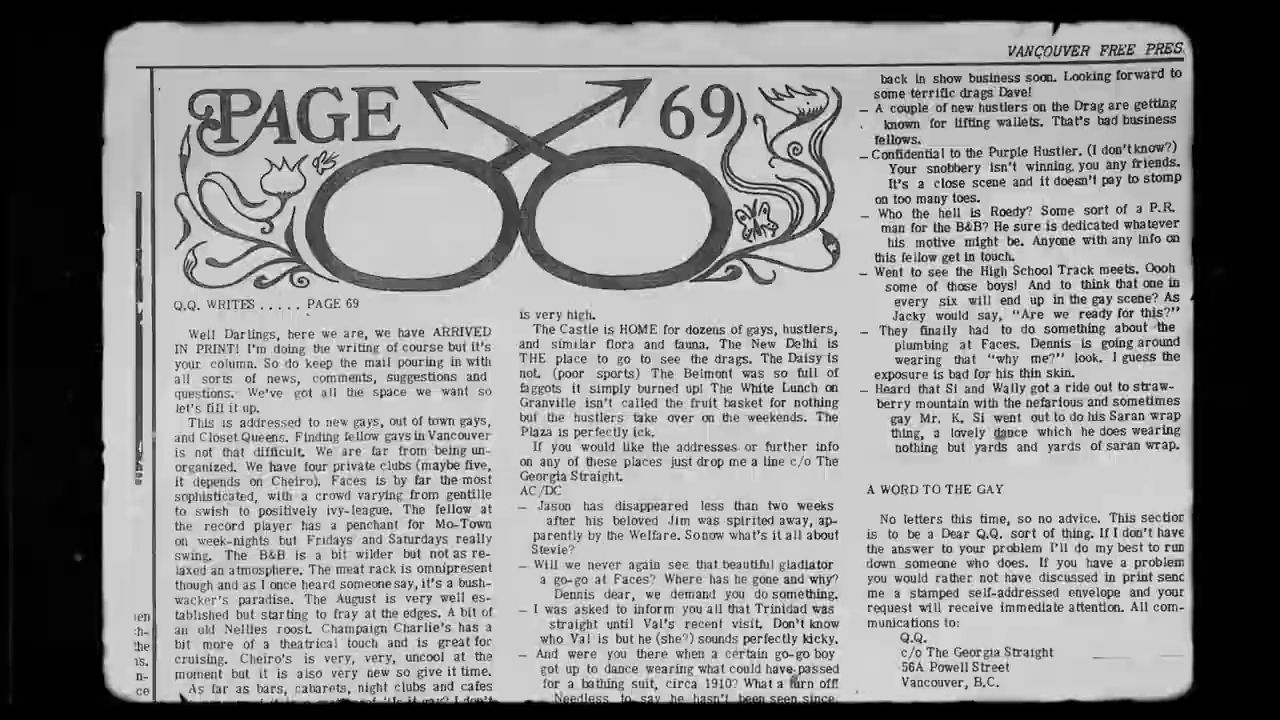 VANCOUVER FREE PRES
PAGE 69
Q.Q. WRITES ..... PAGE 69
Well Darlings, here we are, we have ARRIVED
IN PRINT! I'm doing the writing of course but it's
your column. So do keep the mail pouring in with
all sorts of news, comments, suggestions and
questions. We've got all the space we want so
let's fill it up.
This is addressed to new gays, out of town gays,
and Closet Queens. Finding fellow gays in Vancouver
is not that difficult. We are far from being un-
organized. We have four private clubs (maybe five,
it depends on Cheiro). Faces is by far the most
sophisticated, with a crowd varying from gentille
to swish to positively ivy-league. The fellow at
the record player has a penchant for Mo-Town
on week-nights but Fridays and Saturdays really
swing. The B&B is a bit wilder but not as re-
laxed an atmosphere. The meat rack is omnipresent
though and as I once heard someone say, it's a bush-
wacker's paradise. The August is very well es-
tablished but starting to fray at the edges. A bit of
an old Nellies roost. Champaign Charlie's has a
bit more of a theatrical touch and is great for
cruising. Cheiro's is very, very, uncool at the
moment but it is also very new so give it time.
As far as bars, cabarets, night clubs and cafes
is very high.
The Castle is HOME for dozens of gays, hustlers,
and similar flora and fauna. The New Delhi is
THE place to go to see the drags. The Daisy is
not. (poor sports) The Belmont was so full of
faggots it simply burned up! The White Lunch on
Granville isn't called the fruit basket for nothing
but the hustlers take over on the weekends. The
Plaza is perfectly ick.
If you would like the addresses or further info
on any of these places just drop me a line c/o The
Georgia Straight.
AC/DC
— Jason has disappeared less than two weeks
after his beloved Jim was spirited away, ap-
parently by the Welfare. So now what's it all about
Stevie?
— Will we never again see that beautiful gladiator
a go-go at Faces? Where has he gone and why?
Dennis dear, we demand you do something.
— I was asked to inform you all that Trinidad was
straight until Val's recent visit. Don't know
who Val is but he (she?) sounds perfectly kicky.
— And were you there when a certain go-go boy
got up to dance wearing what could have passed
for a bathing suit, circa 1910? What a turn off!
Needless to say he hasn't been seen since.
back in show business soon. Looking forward to
some terrific drags Dave!
— A couple of new hustlers on the Drag are getting
known for lifting wallets. That's bad business
fellows.
— Confidential to the Purple Hustler. (I don't know?)
Your snobbery isn't winning you any friends.
It's a close scene and it doesn't pay to stomp
on too many toes.
— Who the hell is Roedy? Some sort of a P.R.
man for the B&B? He sure is dedicated whatever
his motive might be. Anyone with any info on
this fellow get in touch.
— Went to see the High School Track meets. Oooh
some of those boys! And to think that one in
every six will end up in the gay scene? As
Jacky would say, "Are we ready for this?"
— They finally had to do something about the
plumbing at Faces. Dennis is going around
wearing that "why me?" look. I guess the
exposure is bad for his thin skin.
— Heard that Si and Wally got a ride out to straw-
berry mountain with the nefarious and sometimes
gay Mr. K. Si went out to do his Saran wrap
thing, a lovely dance which he does wearing
nothing but yards and yards of saran wrap.
A WORD TO THE GAY
No letters this time, so no advice. This section
is to be a Dear Q.Q. sort of thing. If I don't have
the answer to your problem I'll do my best to run
down someone who does. If you have a problem
you would rather not have discussed in print send
me a stamped self-addressed envelope and your
request will receive immediate attention. All com-
munications to:
Q.Q.
c/o The Georgia Straight
56A Powell Street
Vancouver, B.C.